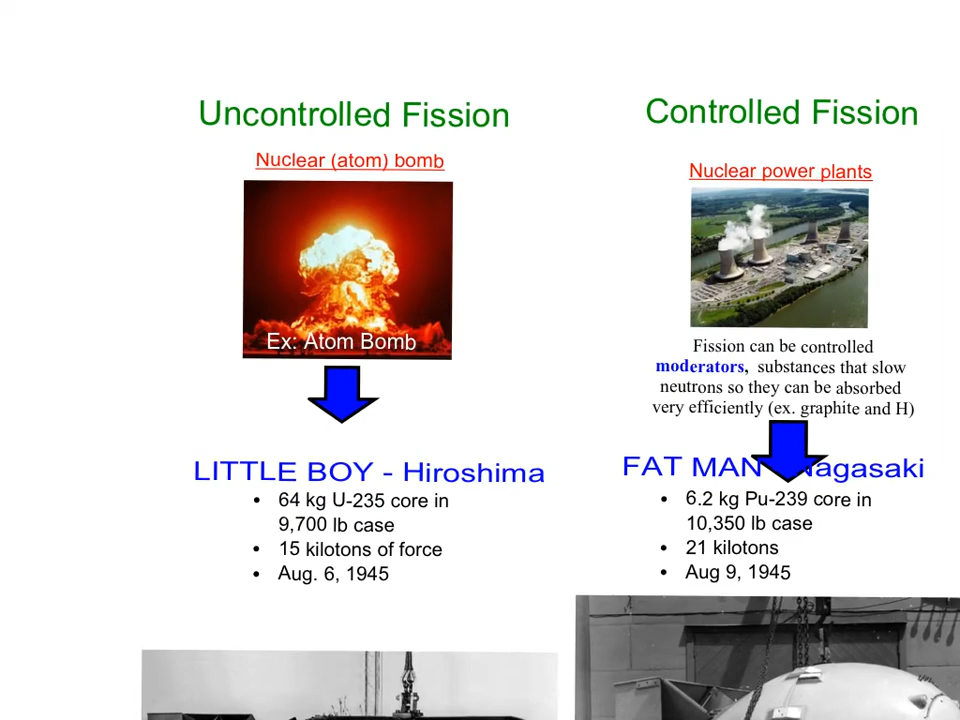 Uncontrolled Fission
Nuclear (atom) bomb
Ex: Atom Bomb
LITTLE BOY - Hiroshima
• 64 kg U-235 core in
9,700 lb case
• 15 kilotons of force
• Aug. 6, 1945
Controlled Fission
Nuclear power plants
Fission can be controlled
moderators, substances that slow
neutrons so they can be absorbed
very efficiently (ex. graphite and H)
FAT MAN Nagasaki
• 6.2 kg Pu-239 core in
10,350 lb case
• 21 kilotons
• Aug 9, 1945